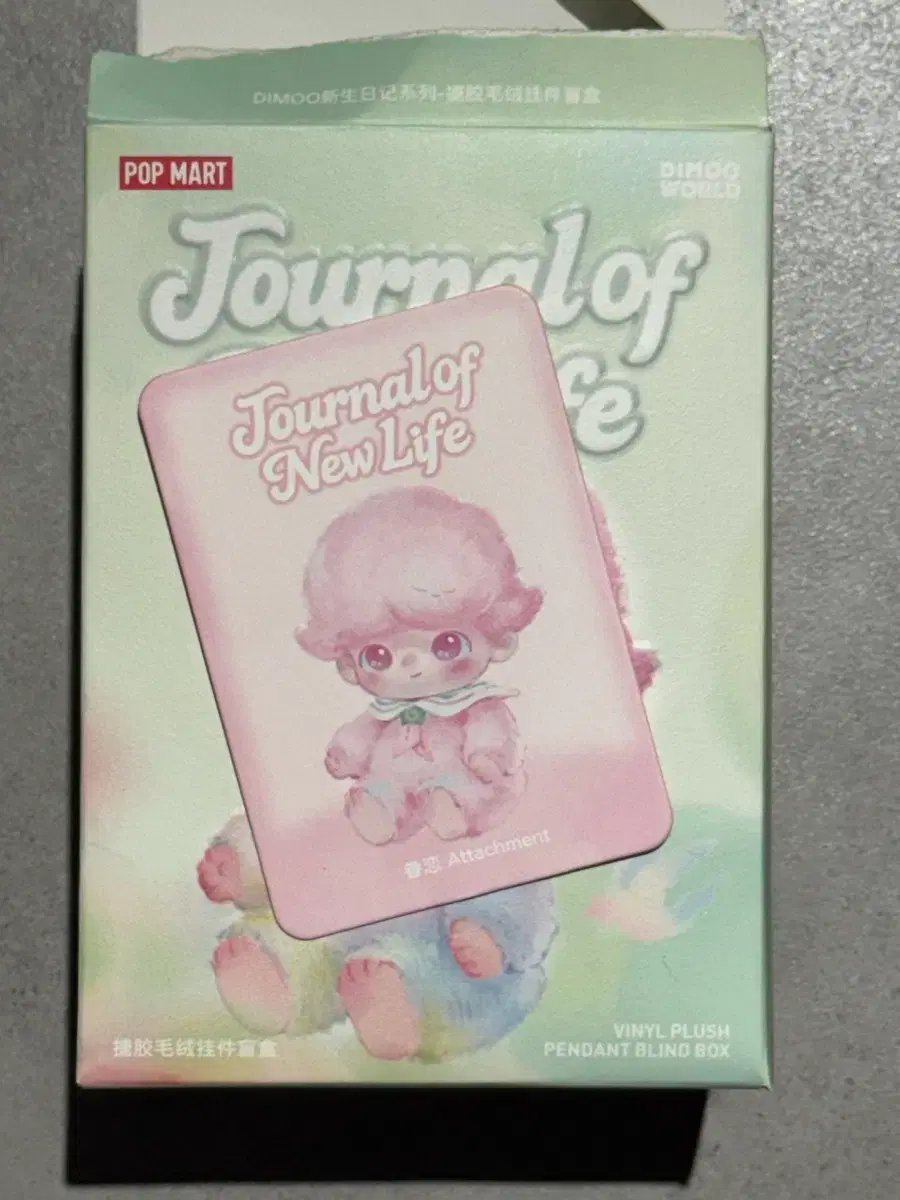 DIMOO新生日记系列-搪胶毛绒挂件盲盒
POP MART
DIMOO
WORLD
Journal of
fe
Journal of
New Life
眷恋 Attachment
搪胶毛绒挂件盲盒
VINYL PLUSH
PENDANT BLIND BOX